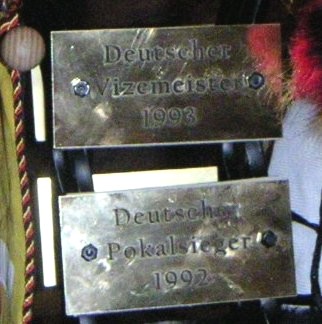 Deutscher
Vizemeister
1993
Deutscher
Pokalsieger
1992